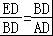 ED/BD = BD/AD